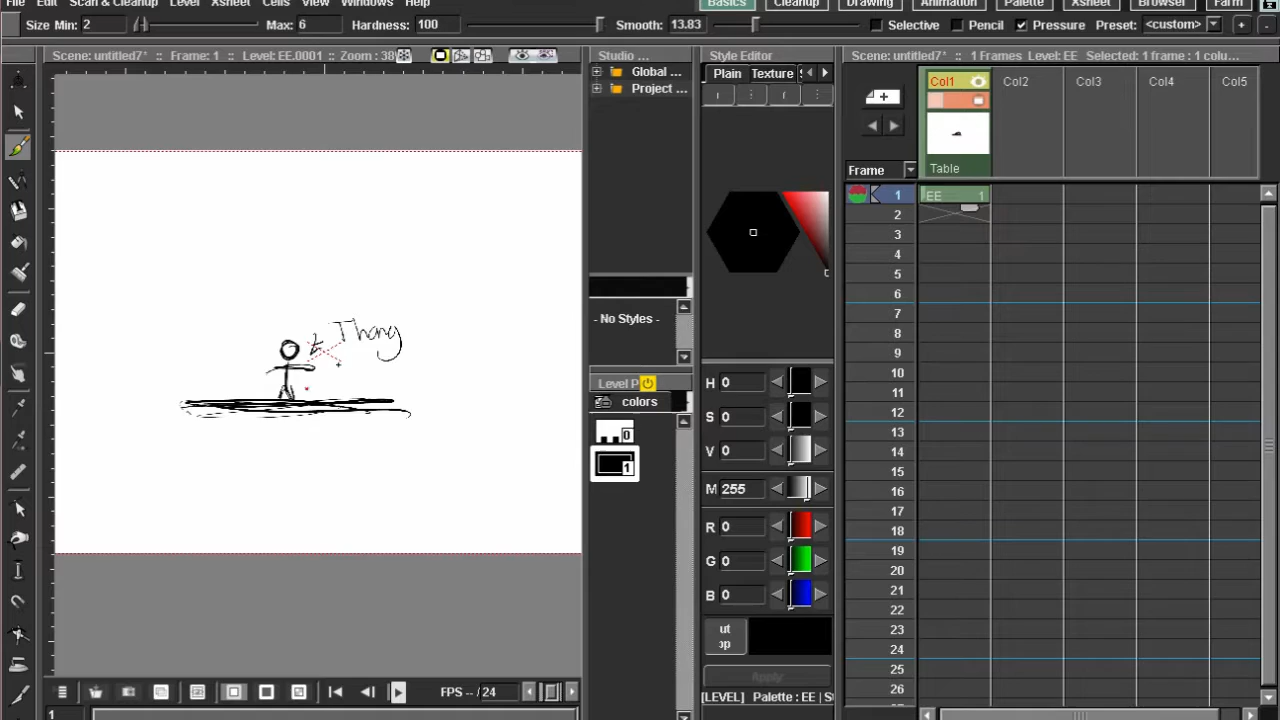 File Edit Scan & Cleanup Level Xsheet Cells View Windows Help
Basics Cleanup Drawing Animation Palette Xsheet Browser Farm
Size Min: 2 Max: 6 Hardness: 100 Smooth: 13.83 Selective Pencil Pressure Preset: <custom> + -
Scene: untitled7* :: Frame: 1 :: Level: EE.0001 :: Zoom : 38
Studio ...
Global ...
Project ...
- No Styles -
Level P
colors
0
1
Style Editor
Plain Texture
H 0
S 0
V 0
M 255
R 0
G 0
B 0
Apply
[LEVEL] Palette : EE | S
Scene: untitled7* :: 1 Frames Level: EE Selected: 1 frame : 1 colu...
Col1 Col2 Col3 Col4 Col5
Table
Frame
1 EE 1
2
3
4
5
6
7
8
9
10
11
12
13
14
15
16
17
18
19
20
21
22
23
24
25
26
FPS -- /24
1